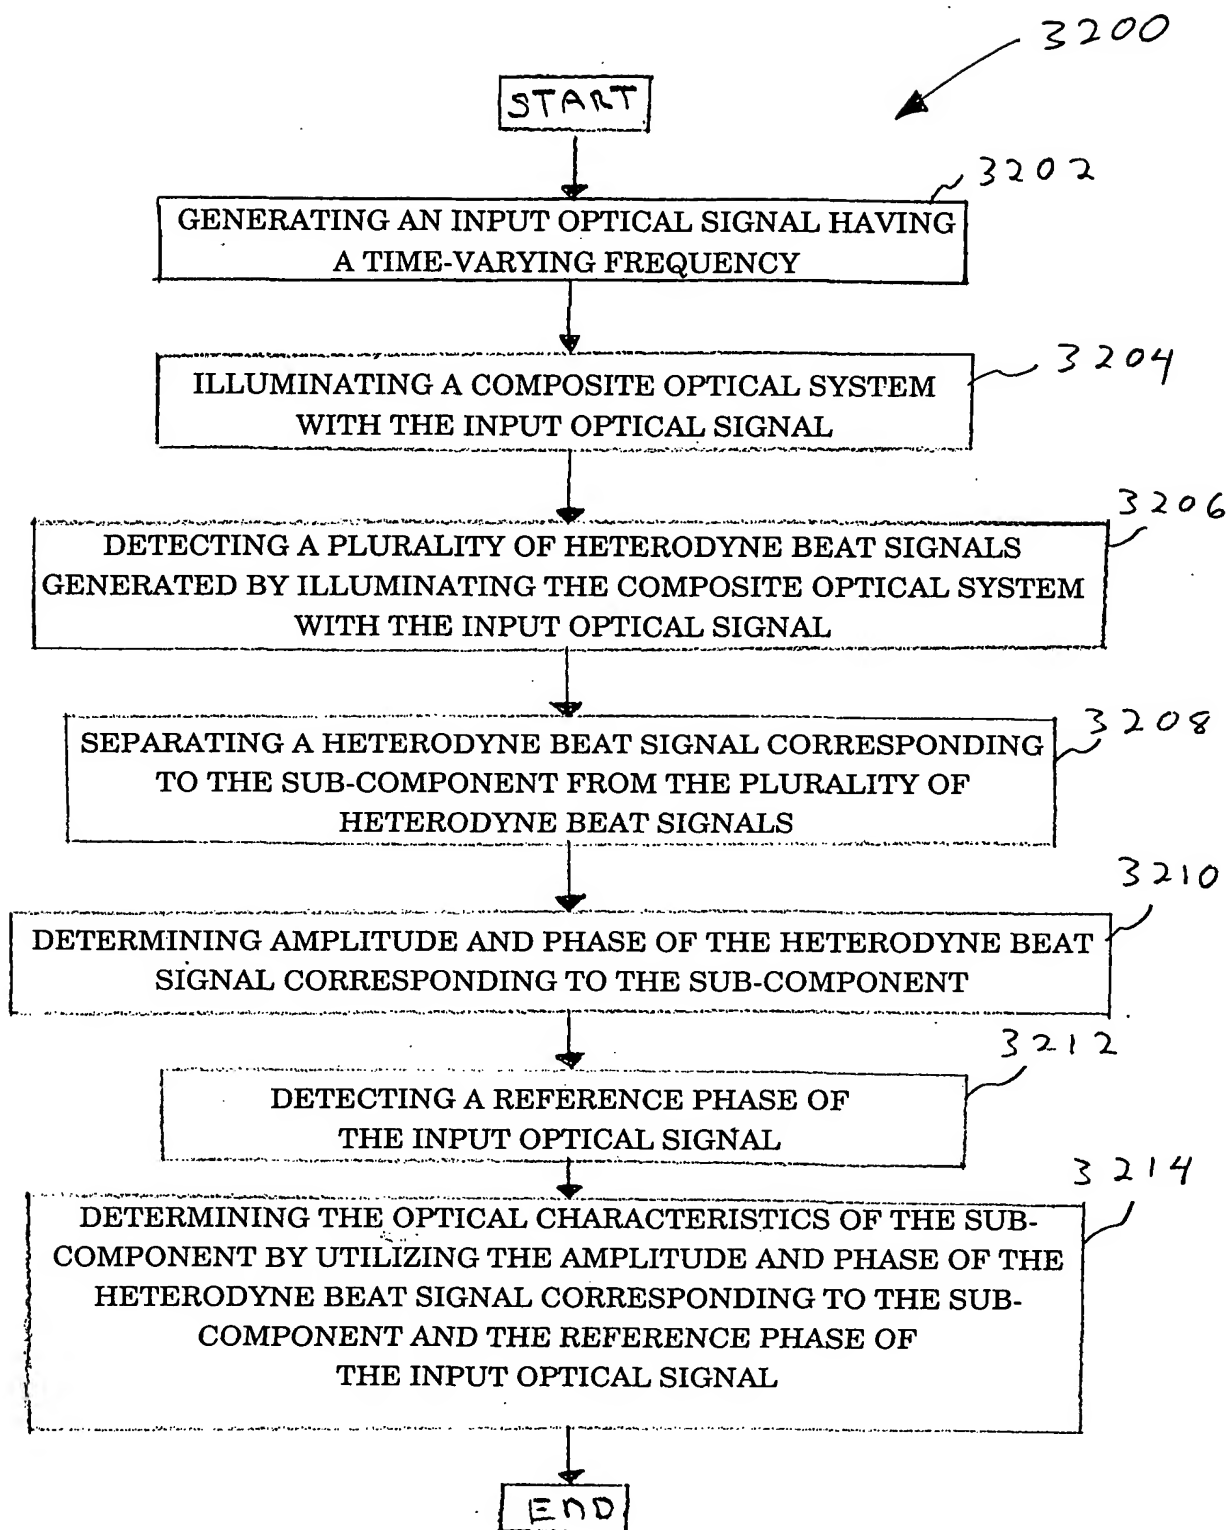 3200
START
3202
GENERATING AN INPUT OPTICAL SIGNAL HAVING
A TIME-VARYING FREQUENCY
3204
ILLUMINATING A COMPOSITE OPTICAL SYSTEM
WITH THE INPUT OPTICAL SIGNAL
3206
DETECTING A PLURALITY OF HETERODYNE BEAT SIGNALS
GENERATED BY ILLUMINATING THE COMPOSITE OPTICAL SYSTEM
WITH THE INPUT OPTICAL SIGNAL
3208
SEPARATING A HETERODYNE BEAT SIGNAL CORRESPONDING
TO THE SUB-COMPONENT FROM THE PLURALITY OF
HETERODYNE BEAT SIGNALS
3210
DETERMINING AMPLITUDE AND PHASE OF THE HETERODYNE BEAT
SIGNAL CORRESPONDING TO THE SUB-COMPONENT
3212
DETECTING A REFERENCE PHASE OF
THE INPUT OPTICAL SIGNAL
3214
DETERMINING THE OPTICAL CHARACTERISTICS OF THE SUB-
COMPONENT BY UTILIZING THE AMPLITUDE AND PHASE OF THE
HETERODYNE BEAT SIGNAL CORRESPONDING TO THE SUB-
COMPONENT AND THE REFERENCE PHASE OF
THE INPUT OPTICAL SIGNAL
END